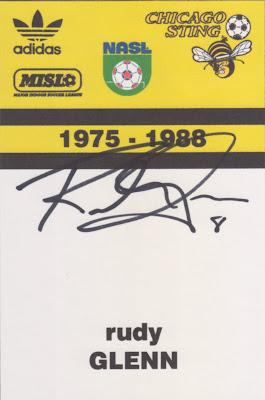 adidas
NASL
CHICAGO
STING
MISL
MAJOR INDOOR SOCCER LEAGUE
1975 - 1988
8
rudy
GLENN